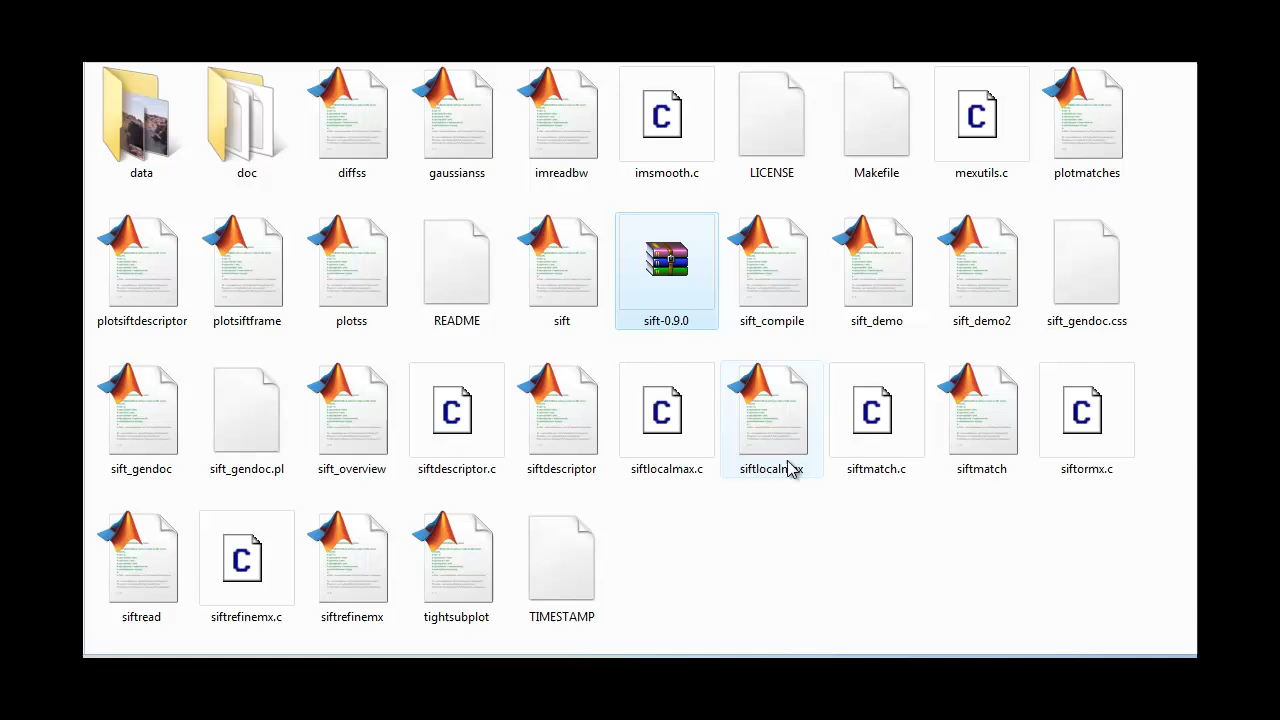 data
doc
diffss
gaussianss
imreadbw
imsmooth.c
LICENSE
Makefile
mexutils.c
plotmatches
plotsiftdescriptor
plotsiftframe
plotss
README
sift
sift-0.9.0
sift_compile
sift_demo
sift_demo2
sift_gendoc.css
sift_gendoc
sift_gendoc.pl
sift_overview
siftdescriptor.c
siftdescriptor
siftlocalmax.c
siftlocalmax
siftmatch.c
siftmatch
siftormx.c
siftread
siftrefinemx.c
siftrefinemx
tightsubplot
TIMESTAMP